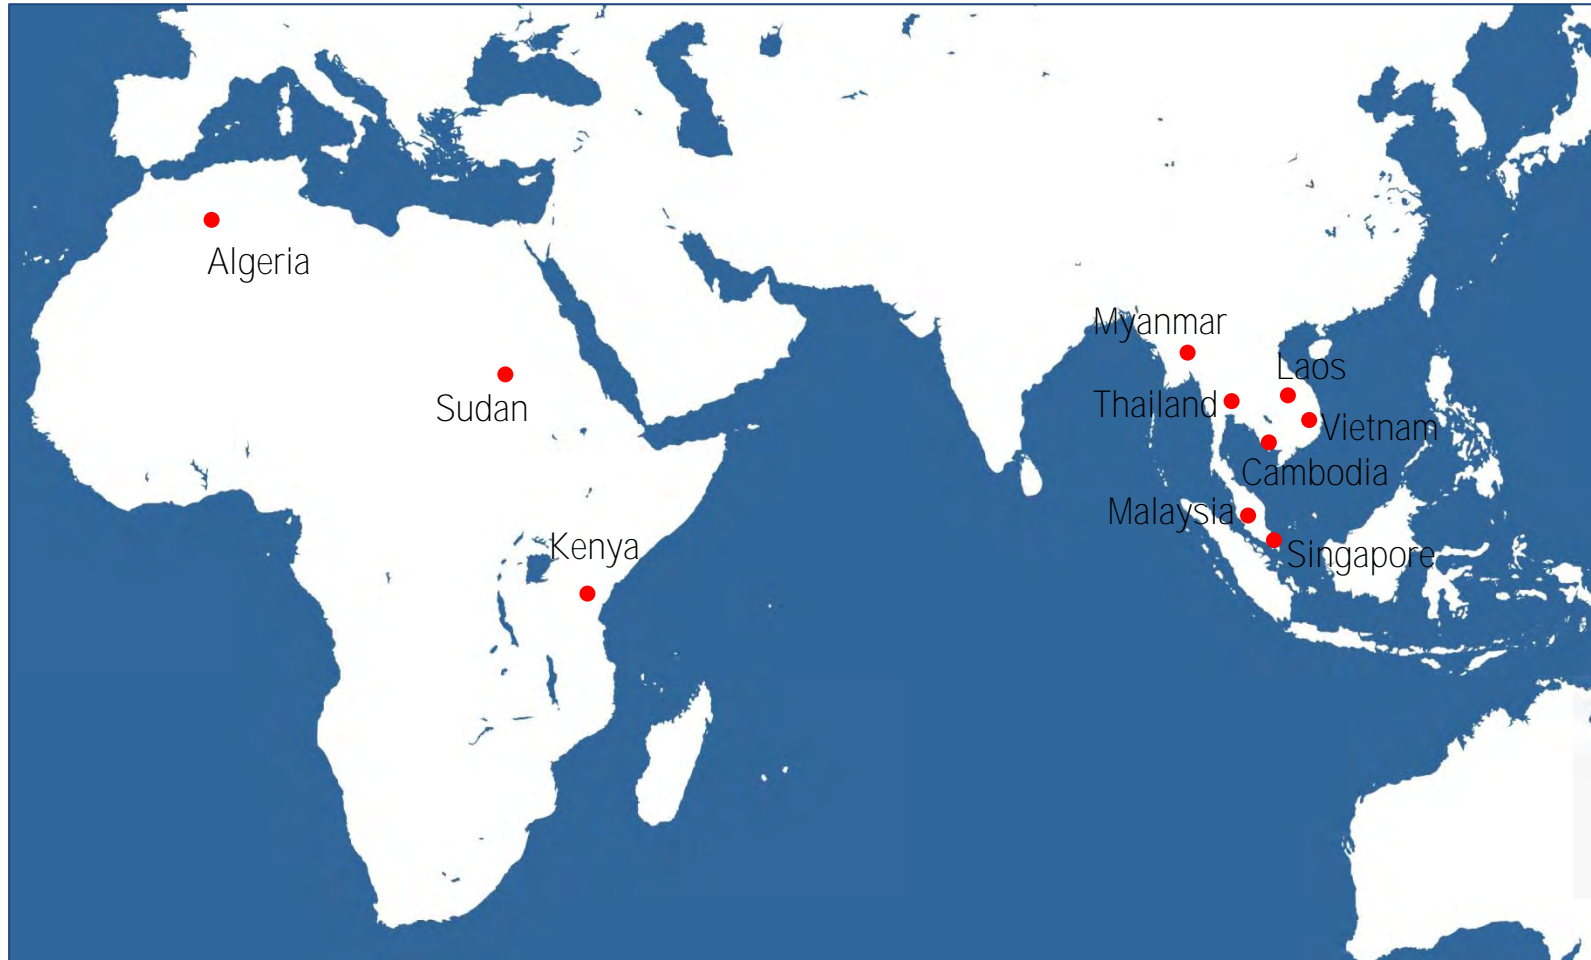 Algeria
Myanmar
Laos
Sudan
Thailand
Vietnam
Cambodia
Malaysia
Kenya
Singapore